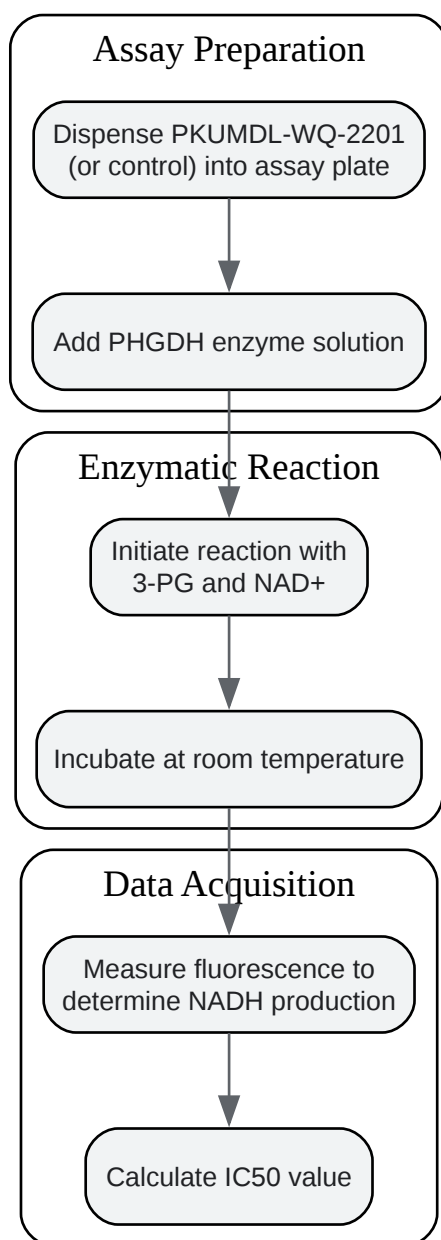 Assay Preparation
Dispense PKUMDL-WQ-2201
(or control) into assay plate
Add PHGDH enzyme solution
Enzymatic Reaction
Initiate reaction with
3-PG and NAD+
Incubate at room temperature
Data Acquisition
Measure fluorescence to
determine NADH production
Calculate IC50 value